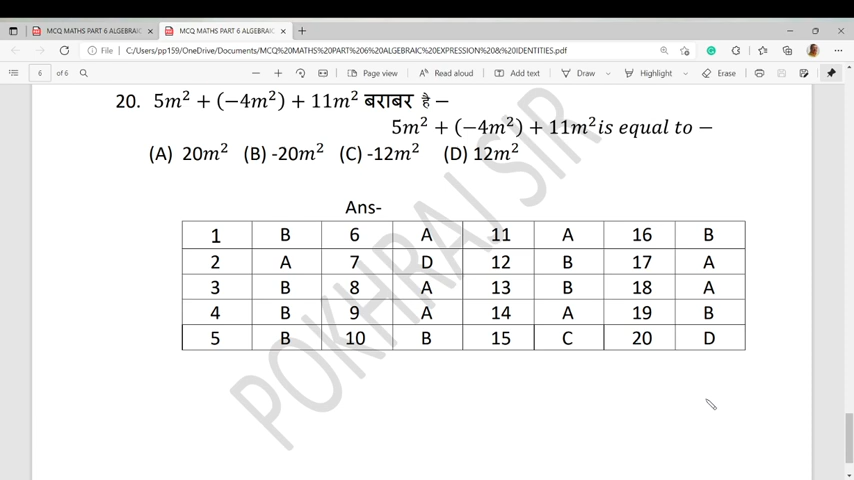 MCQ MATHS PART 6 ALGEBRAIC
MCQ MATHS PART 6 ALGEBRAIC
File
C:/Users/pp159/OneDrive/Documents/MCQ%20MATHS%20PART%206%20ALGEBRAIC%20EXPRESSION%20&%20IDENTITIES.pdf
6 of 6 Page view Read aloud Add text Draw Highlight Erase
20. 5m² + (−4m²) + 11m² बराबर है −
5m² + (−4m²) + 11m² is equal to −
(A) 20m² (B) -20m² (C) -12m² (D) 12m²
Ans-
1 B 6 A 11 A 16 B
2 A 7 D 12 B 17 A
3 B 8 A 13 B 18 A
4 B 9 A 14 A 19 B
5 B 10 B 15 C 20 D
POKHRAJ SIR